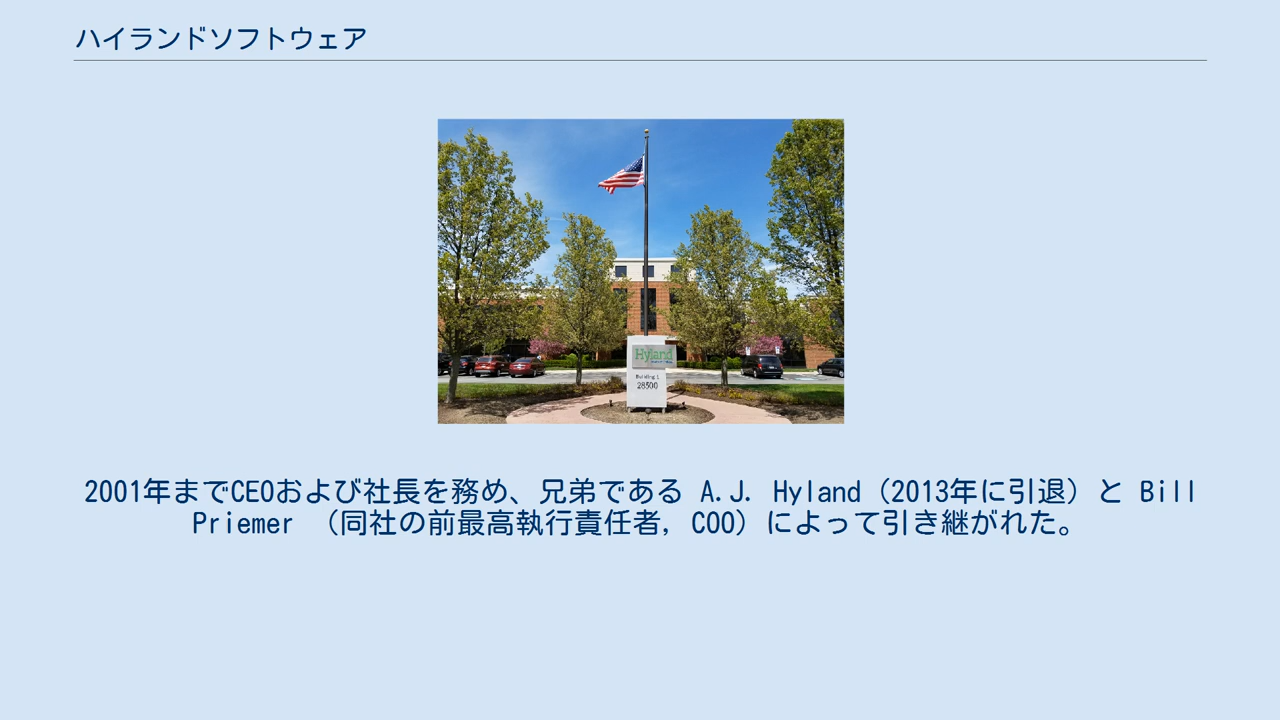 ハイランドソフトウェア
Hyland
Building 1
28500
2001年までCEOおよび社長を務め、兄弟である A.J. Hyland（2013年に引退）と Bill
Priemer （同社の前最高執行責任者, COO）によって引き継がれた。